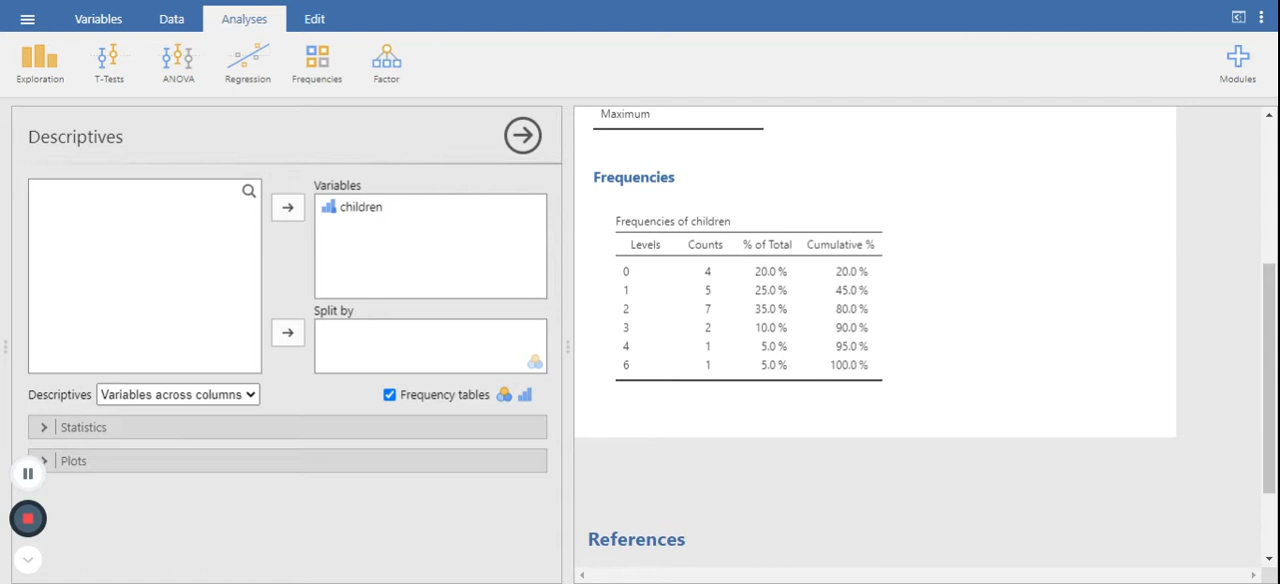 Variables Data Analyses Edit
Exploration T-Tests ANOVA Regression Frequencies Factor Modules
Descriptives
Variables
children
Split by
Descriptives Variables across columns Frequency tables
Statistics
Plots
Maximum
Frequencies
Frequencies of children
Levels Counts % of Total Cumulative %
0 4 20.0 % 20.0 %
1 5 25.0 % 45.0 %
2 7 35.0 % 80.0 %
3 2 10.0 % 90.0 %
4 1 5.0 % 95.0 %
6 1 5.0 % 100.0 %
References